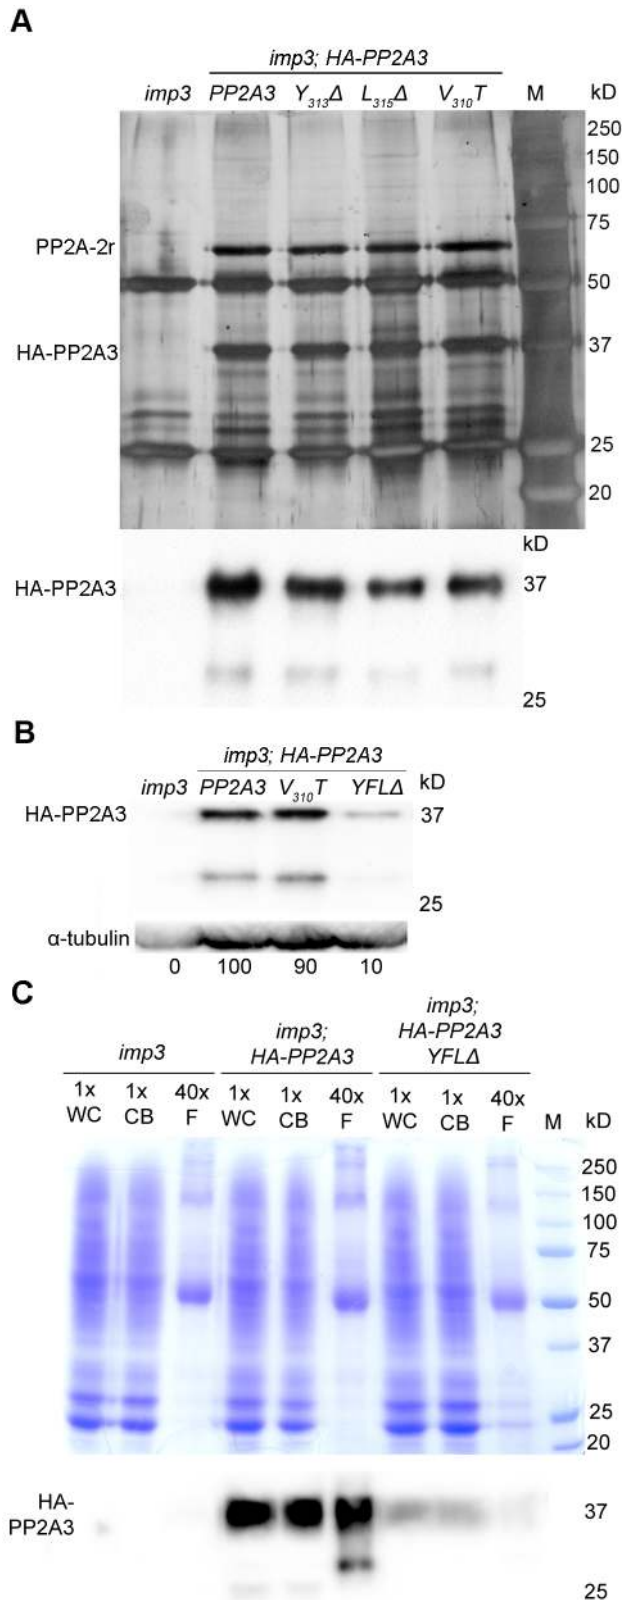 A
imp3; HA-PP2A3
imp3 PP2A3 Y313Δ L315Δ V310T M kD
250
150
100
75
PP2A-2r
50
HA-PP2A3 37
25
20
kD
HA-PP2A3 37
25
B
imp3; HA-PP2A3
imp3 PP2A3 V310T YFLΔ kD
HA-PP2A3 37
25
α-tubulin
0 100 90 10
C
imp3 imp3; HA-PP2A3 imp3; HA-PP2A3 YFLΔ
1x 1x 40x 1x 1x 40x 1x 1x 40x
WC CB F WC CB F WC CB F M kD
250
150
100
75
50
37
25
20
HA-PP2A3 37
25